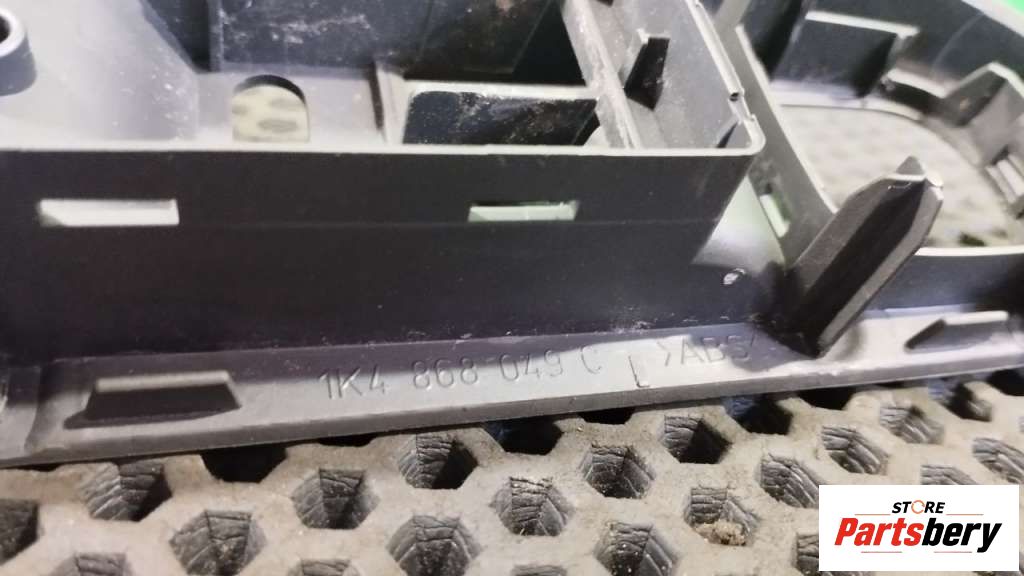 1K4 868 049 C >ABS<
STORE
Partsbery